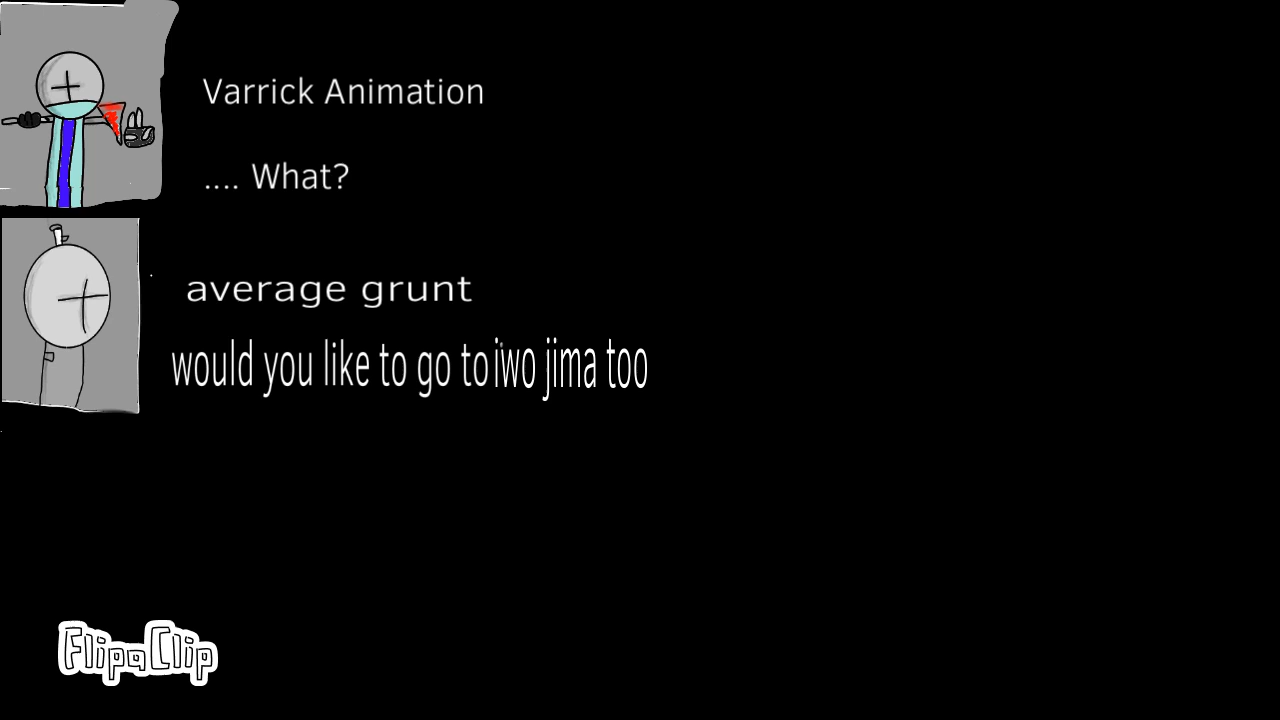 Varrick Animation
.... What?
average grunt
would you like to go to iwo jima too
FlipaClip